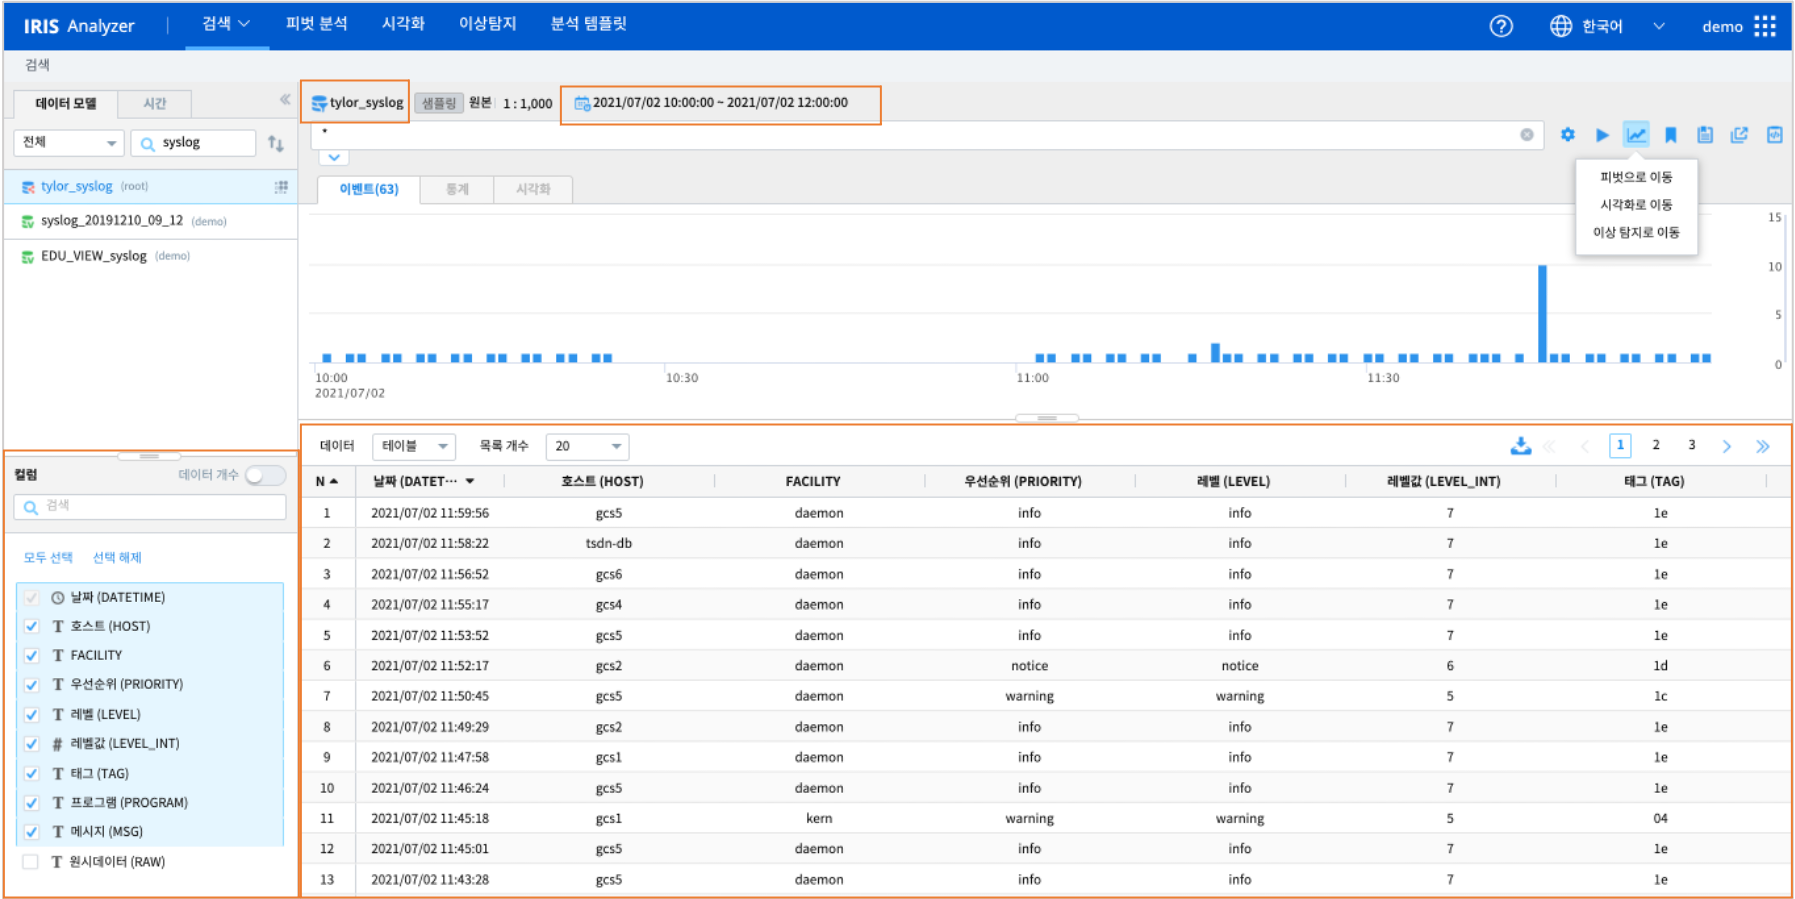 IRIS Analyzer 검색 피벗 분석 시각화 이상탐지 분석 템플릿 한국어 demo
검색
데이터 모델 시간
전체 syslog
tylor_syslog (root)
syslog_20191210_09_12 (demo)
EDU_VIEW_syslog (demo)
tylor_syslog 샘플링 원본 1 : 1,000 2021/07/02 10:00:00 ~ 2021/07/02 12:00:00
*
피벗으로 이동
시각화로 이동
이상 탐지로 이동
이벤트(63) 통계 시각화
15
10
5
0
10:00 10:30 11:00 11:30
2021/07/02
컬럼 데이터 개수
검색
모두 선택 선택 해제
날짜 (DATETIME)
T 호스트 (HOST)
T FACILITY
T 우선순위 (PRIORITY)
T 레벨 (LEVEL)
# 레벨값 (LEVEL_INT)
T 태그 (TAG)
T 프로그램 (PROGRAM)
T 메시지 (MSG)
T 원시데이터 (RAW)
데이터 테이블 목록 개수 20 1 2 3
N 날짜 (DATET··· 호스트 (HOST) FACILITY 우선순위 (PRIORITY) 레벨 (LEVEL) 레벨값 (LEVEL_INT) 태그 (TAG)
1 2021/07/02 11:59:56 gcs5 daemon info info 7 1e
2 2021/07/02 11:58:22 tsdn-db daemon info info 7 1e
3 2021/07/02 11:56:52 gcs6 daemon info info 7 1e
4 2021/07/02 11:55:17 gcs4 daemon info info 7 1e
5 2021/07/02 11:53:52 gcs5 daemon info info 7 1e
6 2021/07/02 11:52:17 gcs2 daemon notice notice 6 1d
7 2021/07/02 11:50:45 gcs5 daemon warning warning 5 1c
8 2021/07/02 11:49:29 gcs2 daemon info info 7 1e
9 2021/07/02 11:47:58 gcs1 daemon info info 7 1e
10 2021/07/02 11:46:24 gcs5 daemon info info 7 1e
11 2021/07/02 11:45:18 gcs1 kern warning warning 5 04
12 2021/07/02 11:45:01 gcs5 daemon info info 7 1e
13 2021/07/02 11:43:28 gcs5 daemon info info 7 1e